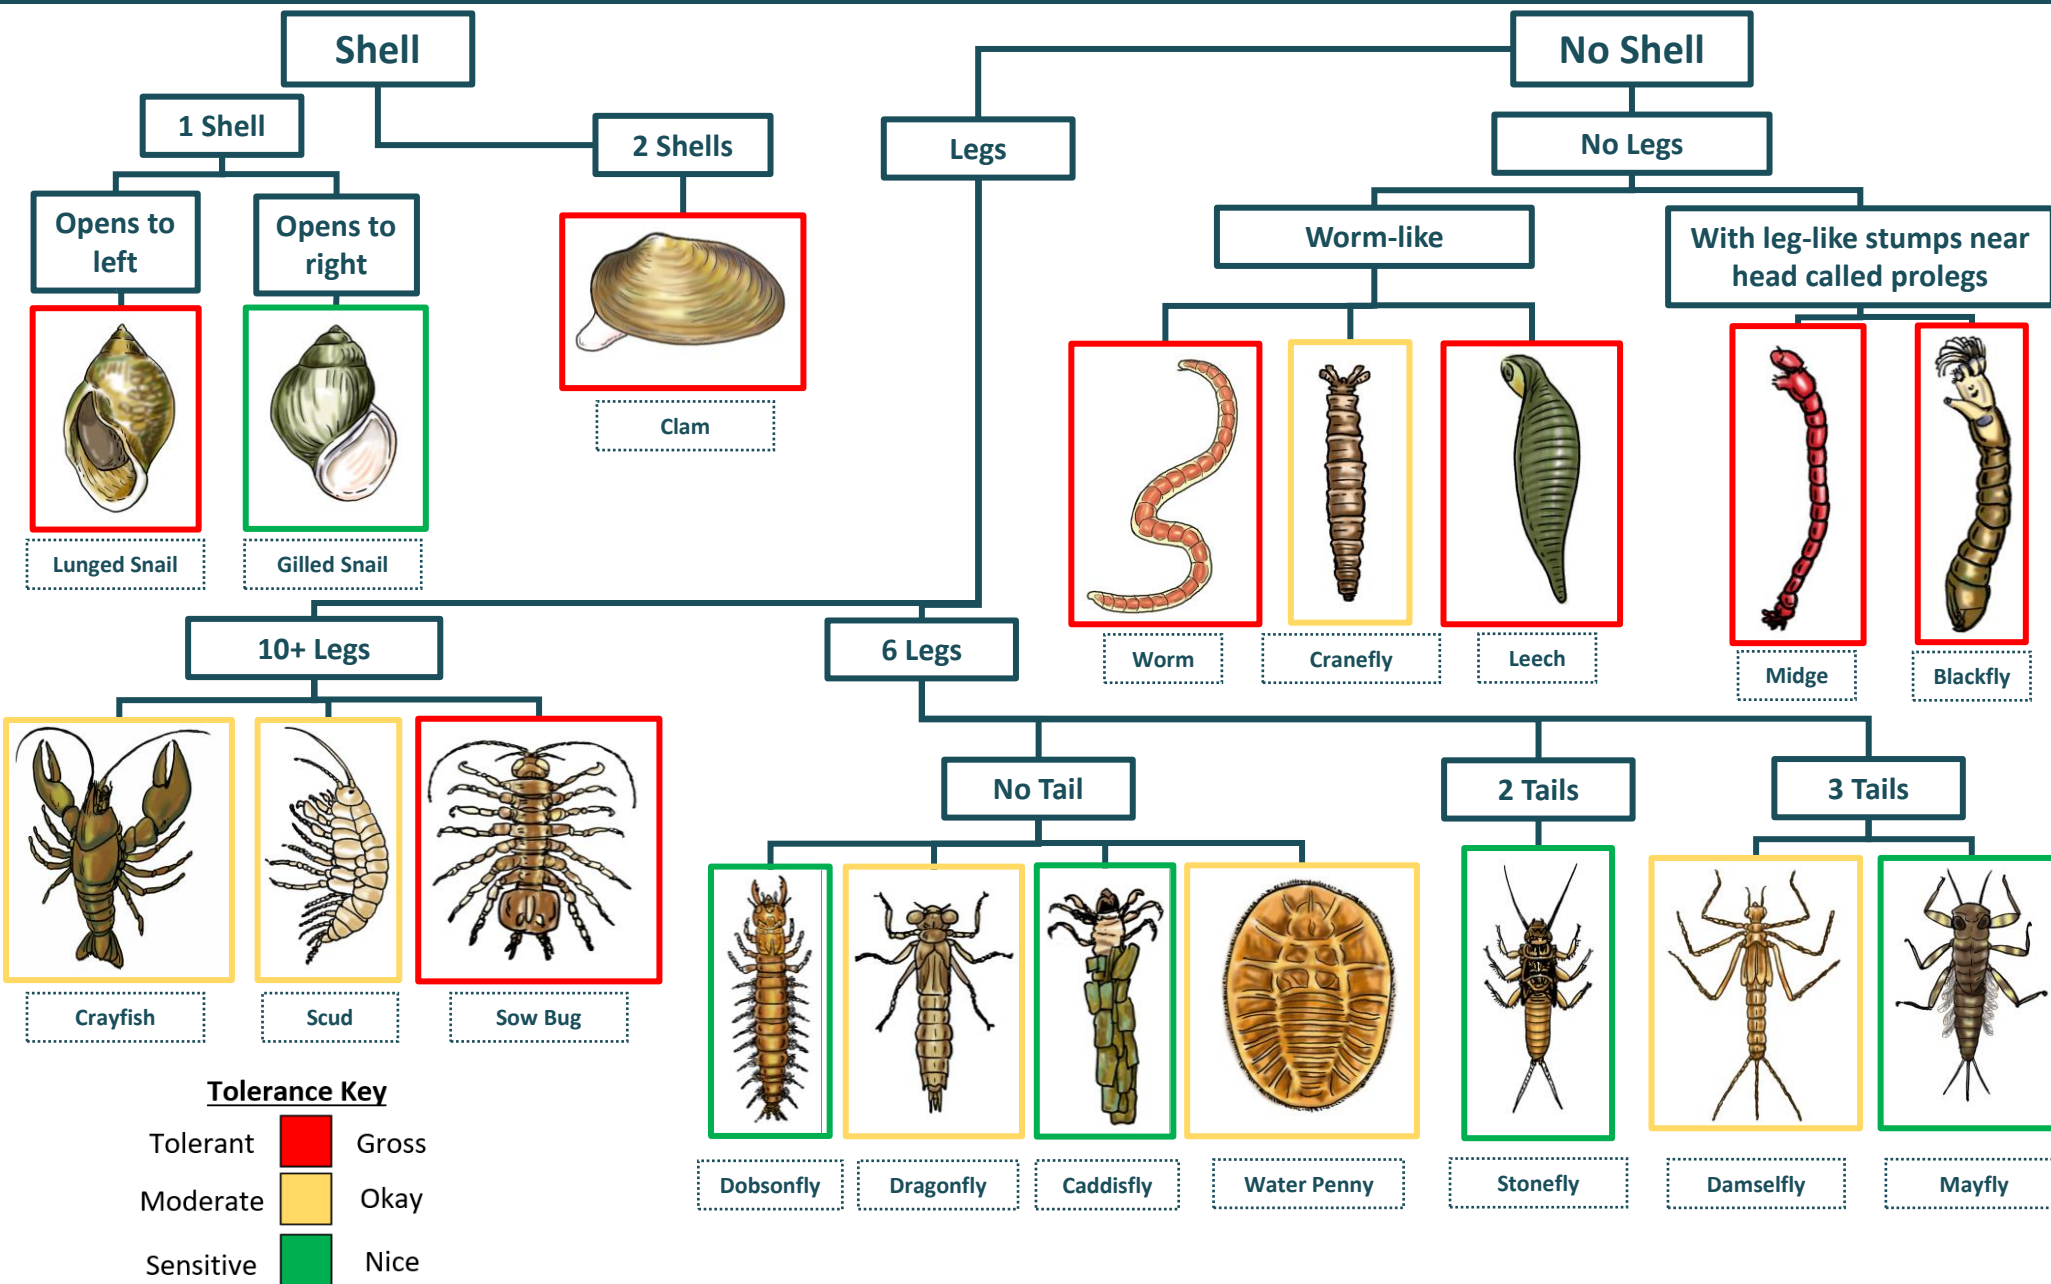 Shell
No Shell
1 Shell
2 Shells
Legs
No Legs
Opens to
left
Opens to
right
Worm-like
With leg-like stumps near
head called prolegs
Clam
Lunged Snail
Gilled Snail
Worm
Cranefly
Leech
Midge
Blackfly
10+ Legs
6 Legs
No Tail
2 Tails
3 Tails
Crayfish
Scud
Sow Bug
Dobsonfly
Dragonfly
Caddisfly
Water Penny
Stonefly
Damselfly
Mayfly
Tolerance Key
Tolerant Gross
Moderate Okay
Sensitive Nice